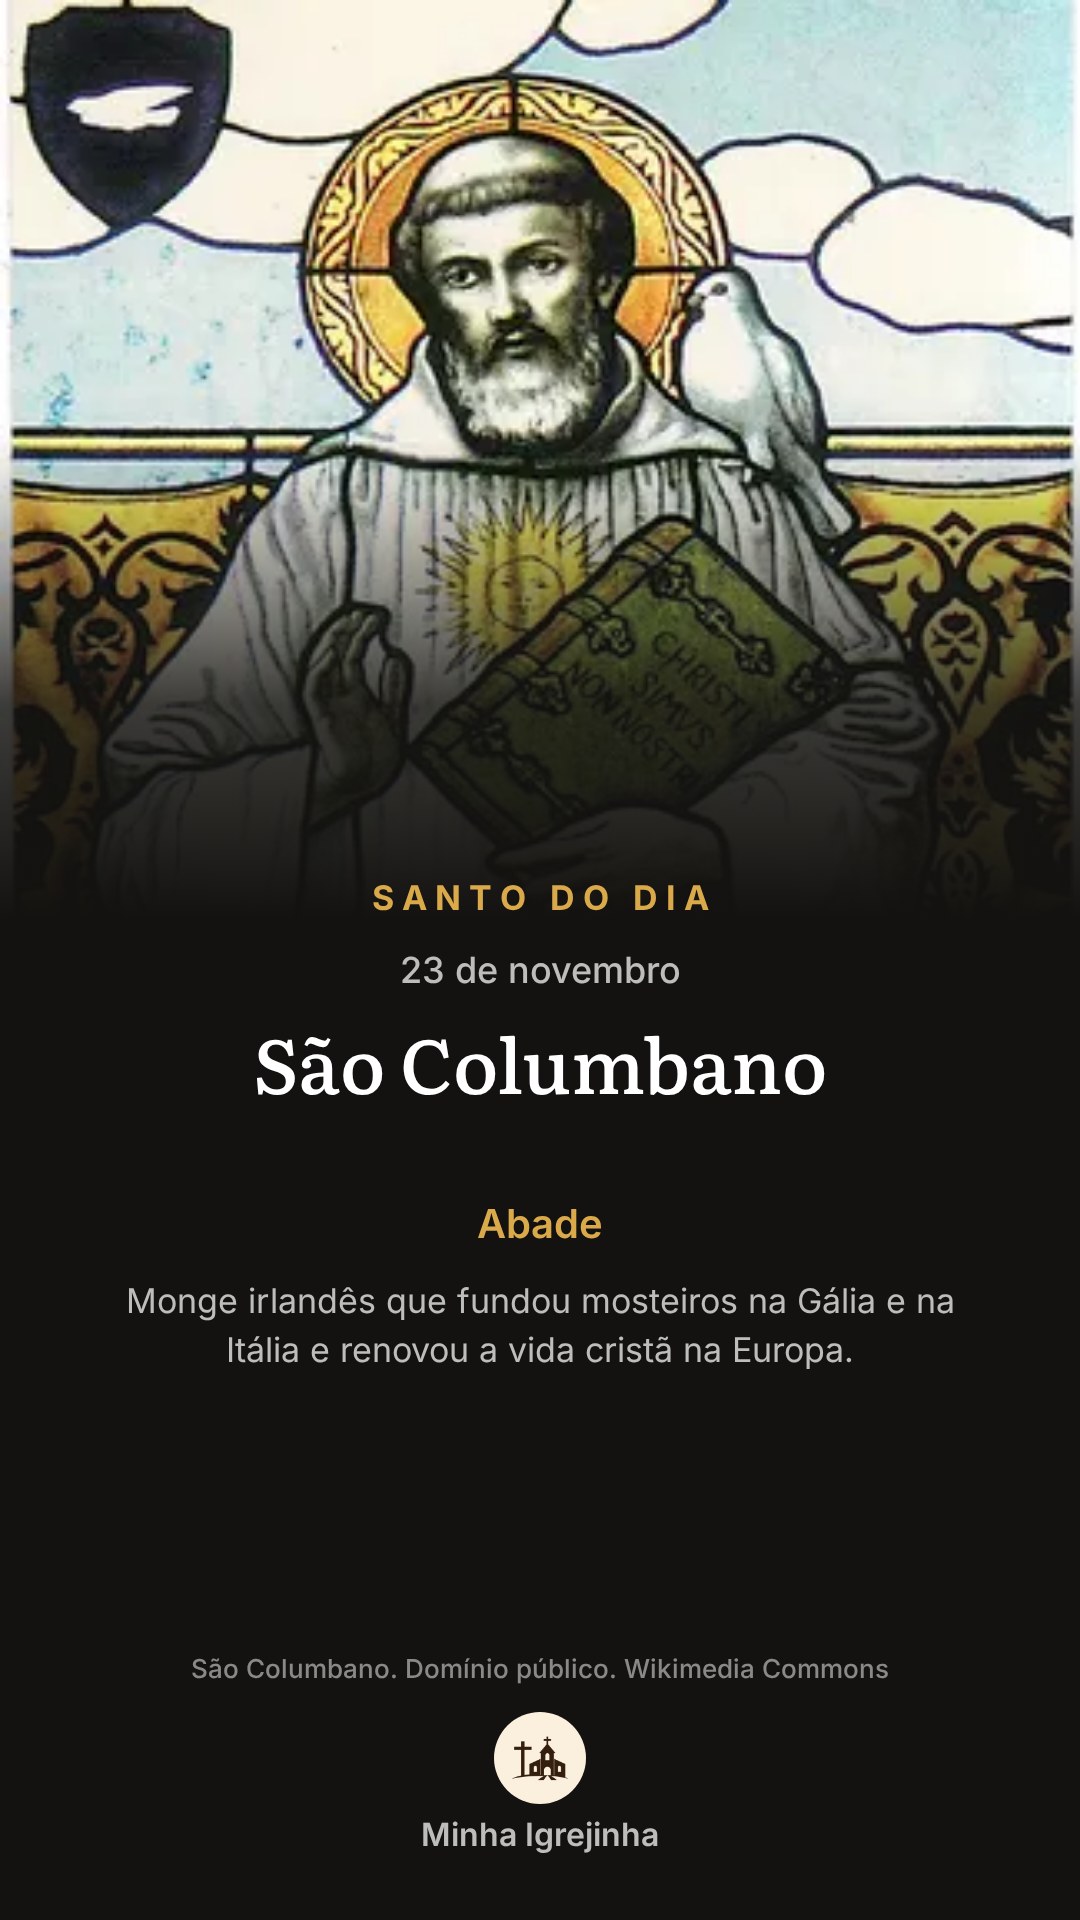 CHRISTI
SIMVS
NON NOSTRI
SANTO DO DIA
23 de novembro
São Columbano
Abade
Monge irlandês que fundou mosteiros na Gália e na
Itália e renovou a vida cristã na Europa.
São Columbano. Domínio público. Wikimedia Commons
Minha Igrejinha